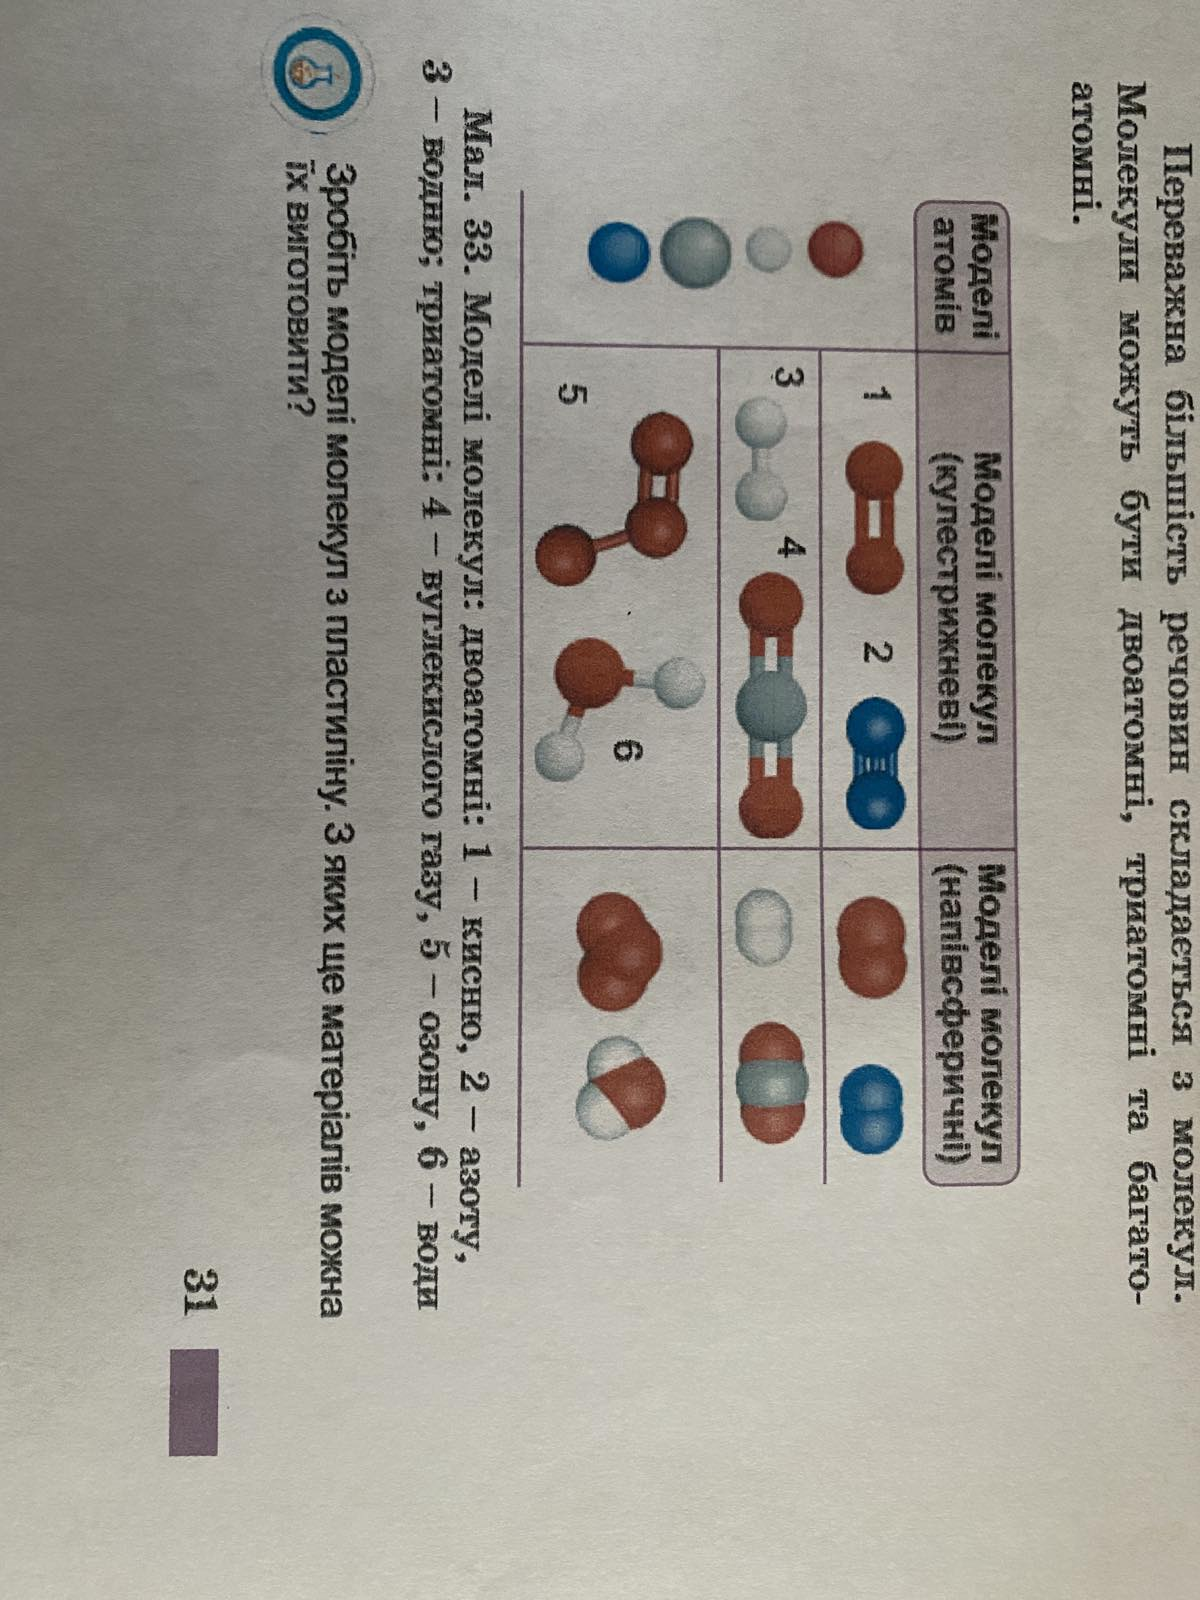 Переважна більшість речовин складається з молекул.
Молекули можуть бути двоатомні, триатомні та багато-
атомні.
Моделі
атомів
Моделі молекул
(кулестрижневі)
Моделі молекул
(напівсферичні)
1
2
3
4
5
6
Мал. 33. Моделі молекул: двоатомні: 1 – кисню, 2 – азоту,
3 – водню; триатомні: 4 – вуглекислого газу, 5 – озону, 6 – води
Зробіть моделі молекул з пластиліну. З яких ще матеріалів можна
їх виготовити?
31